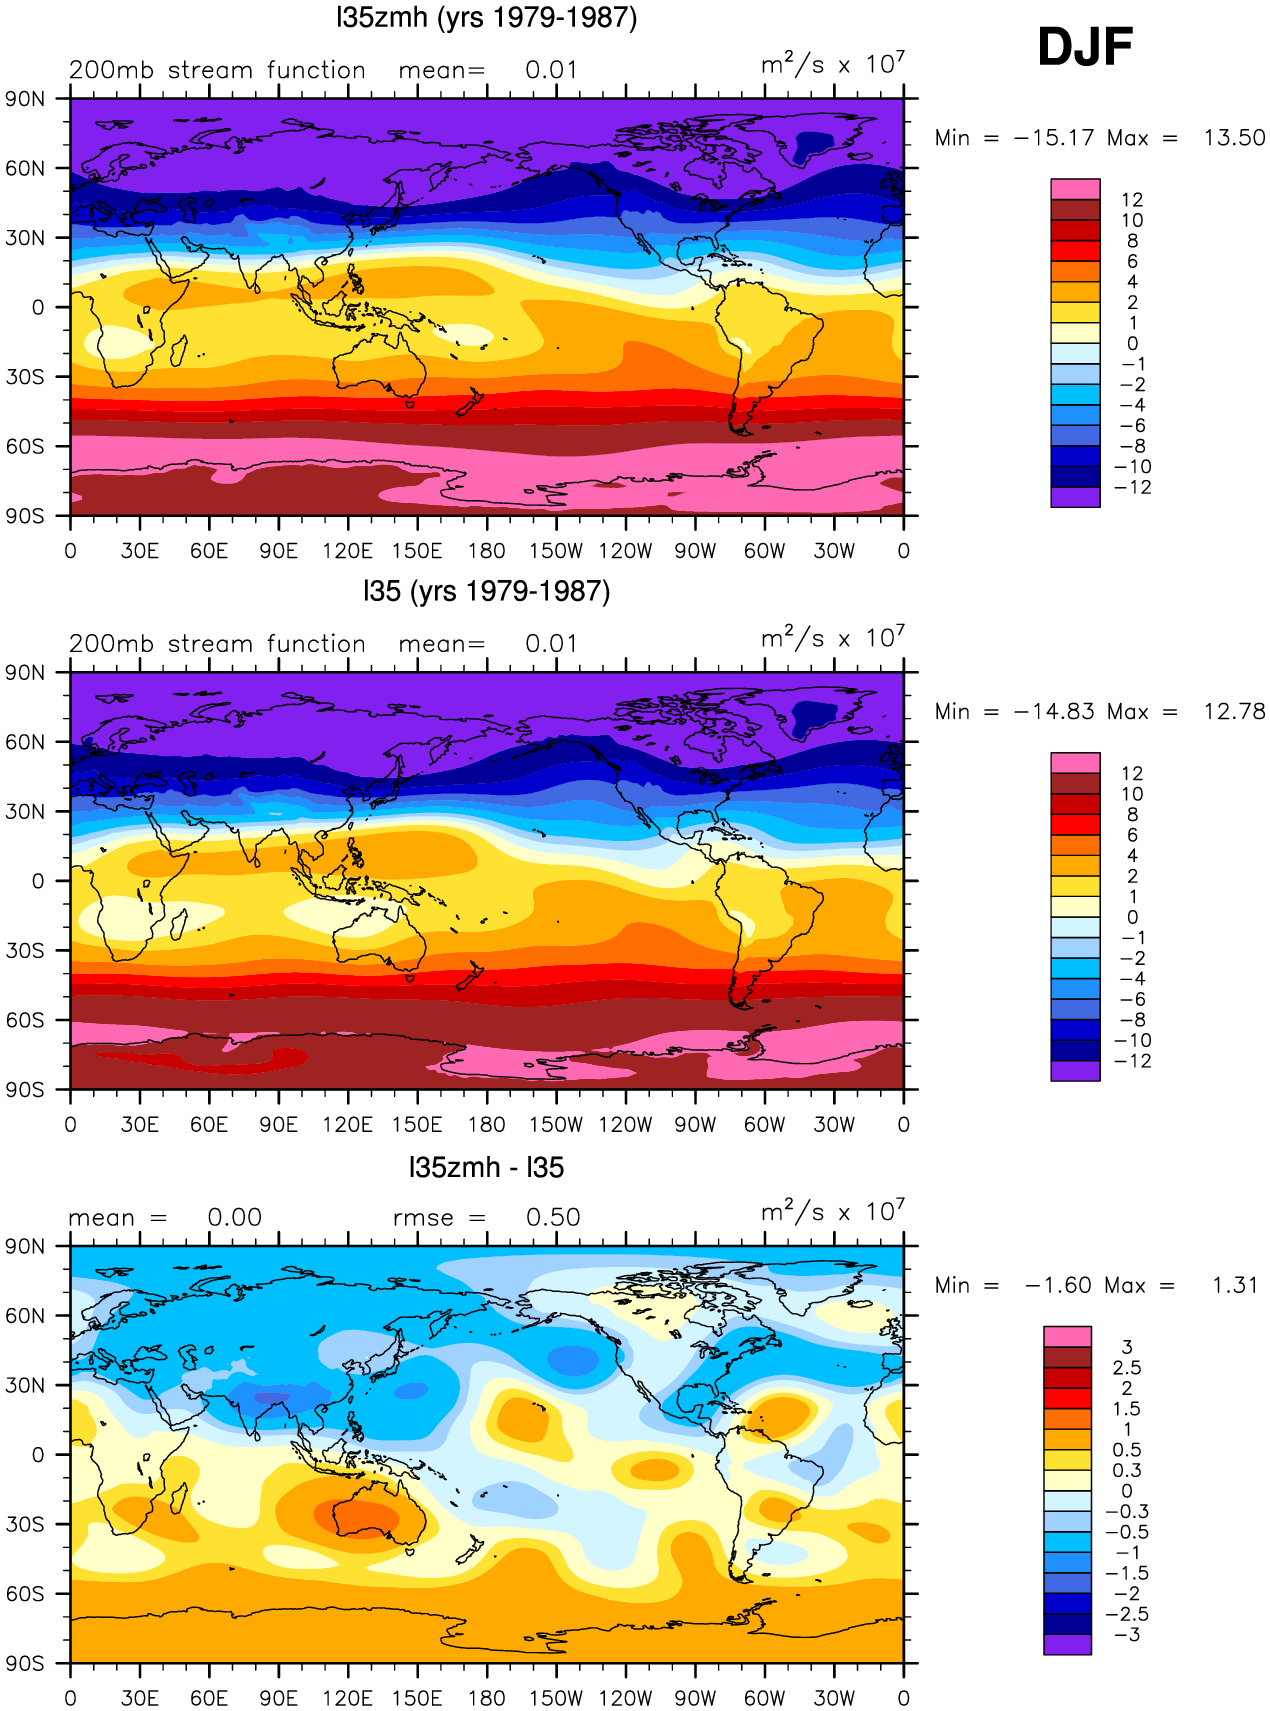 l35zmh (yrs 1979-1987)
DJF
200mb stream function mean= 0.01 m²/s x 10⁷
Min = −15.17 Max = 13.50
90N
60N
30N
0
30S
60S
90S
0 30E 60E 90E 120E 150E 180 150W 120W 90W 60W 30W 0
12
10
8
6
4
2
1
0
−1
−2
−4
−6
−8
−10
−12
l35 (yrs 1979-1987)
200mb stream function mean= 0.01 m²/s x 10⁷
Min = −14.83 Max = 12.78
90N
60N
30N
0
30S
60S
90S
0 30E 60E 90E 120E 150E 180 150W 120W 90W 60W 30W 0
12
10
8
6
4
2
1
0
−1
−2
−4
−6
−8
−10
−12
l35zmh - l35
mean = 0.00 rmse = 0.50 m²/s x 10⁷
Min = −1.60 Max = 1.31
90N
60N
30N
0
30S
60S
90S
0 30E 60E 90E 120E 150E 180 150W 120W 90W 60W 30W 0
3
2.5
2
1.5
1
0.5
0.3
0
−0.3
−0.5
−1
−1.5
−2
−2.5
−3